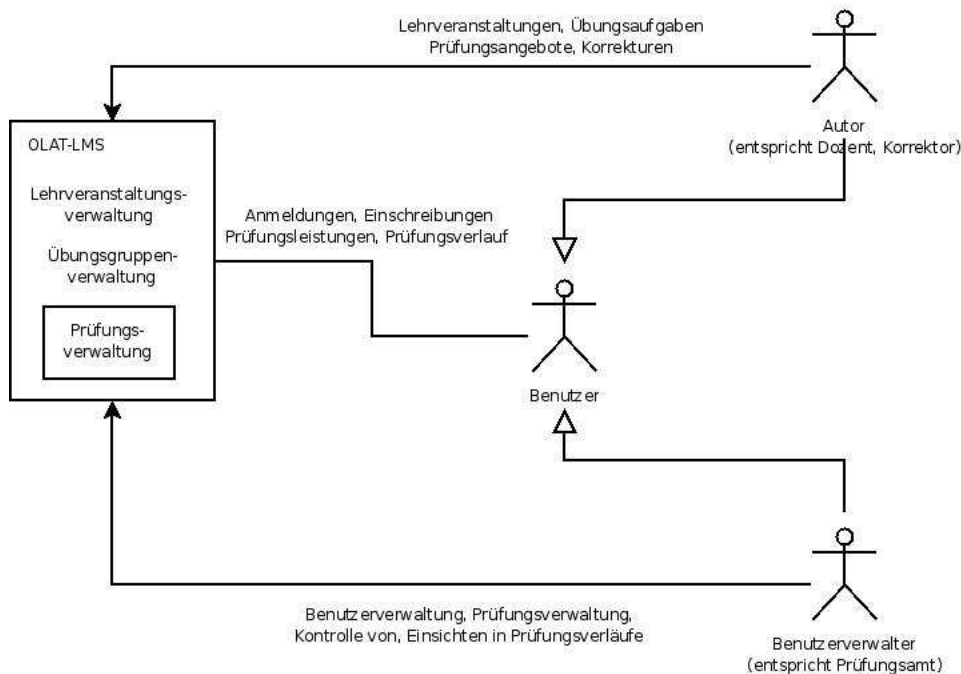 Lehrveranstaltungen, Übungsaufgaben
Prüfungsangebote, Korrekturen
Autor
(entspricht Dozent, Korrektor)
OLAT-LMS
Lehrveranstaltungs-
verwaltung
Übungsgruppen-
verwaltung
Prüfungs-
verwaltung
Anmeldungen, Einschreibungen
Prüfungsleistungen, Prüfungsverlauf
Benutzer
Benutzerverwaltung, Prüfungsverwaltung,
Kontrolle von, Einsichten in Prüfungsverläufe
Benutzerverwalter
(entspricht Prüfungsamt)